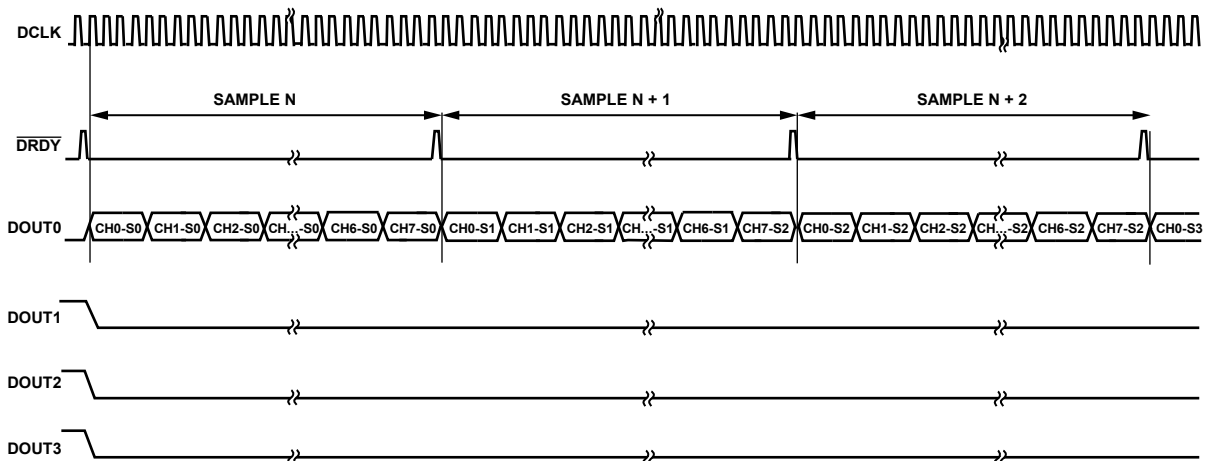 DCLK
SAMPLE N
SAMPLE N + 1
SAMPLE N + 2
DRDY
DOUT0
CH0-S0
CH1-S0
CH2-S0
CH...-S0
CH6-S0
CH7-S0
CH0-S1
CH1-S1
CH2-S1
CH...-S1
CH6-S1
CH7-S2
CH0-S2
CH1-S2
CH2-S2
CH...-S2
CH6-S2
CH7-S2
CH0-S3
DOUT1
DOUT2
DOUT3